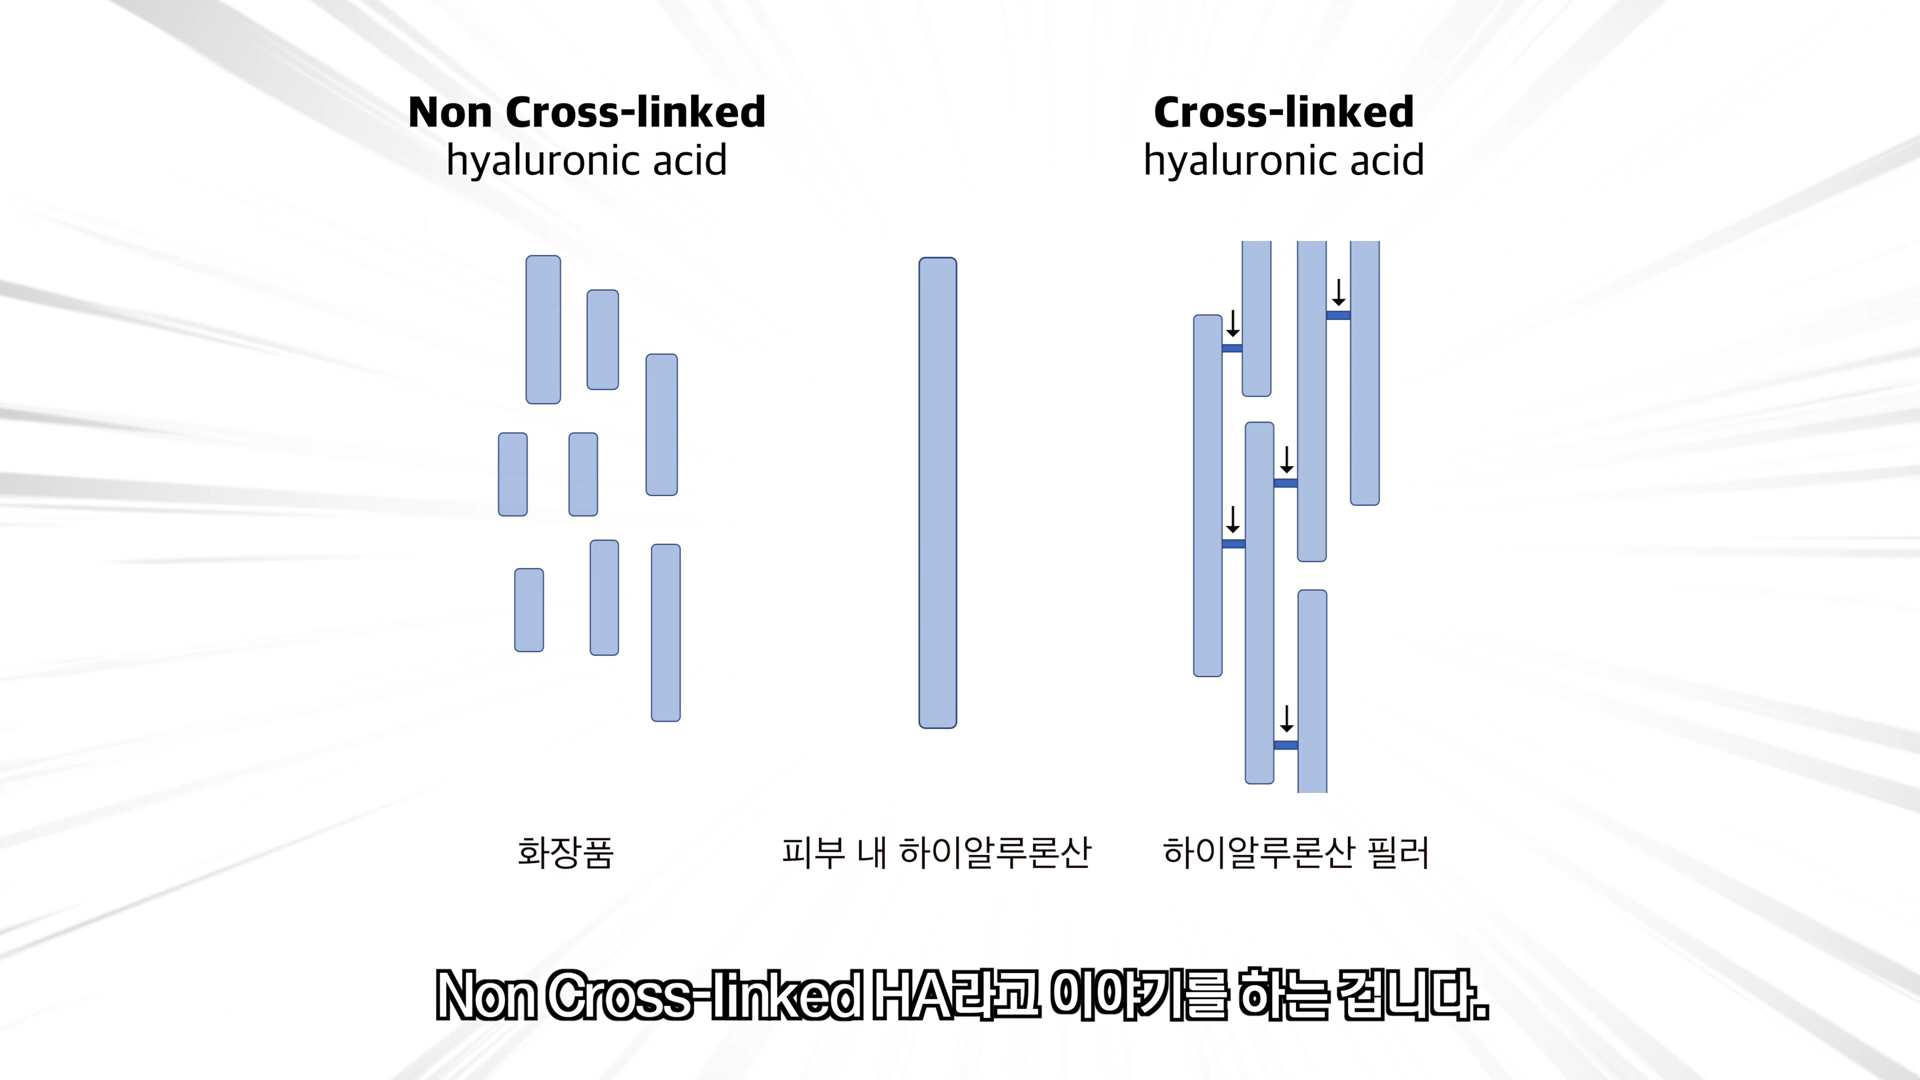 Non Cross-linked
hyaluronic acid
Cross-linked
hyaluronic acid
화장품
피부 내 하이알루론산
하이알루론산 필러
Non Cross-linked HA라고 이야기를 하는 겁니다.